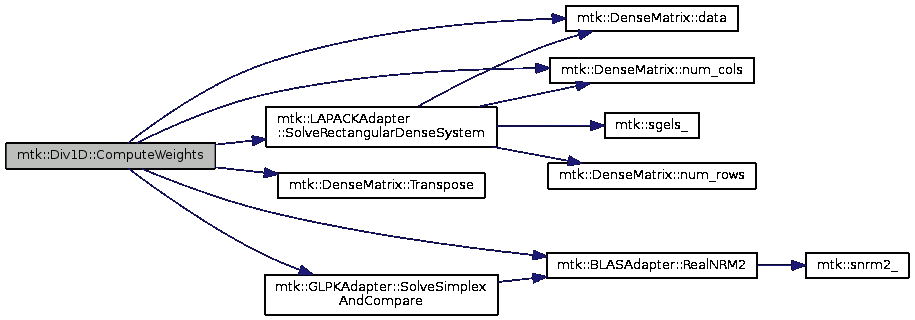 mtk::DenseMatrix::data
mtk::DenseMatrix::num_cols
mtk::LAPACKAdapter
::SolveRectangularDenseSystem
mtk::sgels_
mtk::Div1D::ComputeWeights
mtk::DenseMatrix::Transpose
mtk::DenseMatrix::num_rows
mtk::BLASAdapter::RealNRM2
mtk::snrm2_
mtk::GLPKAdapter::SolveSimplex
AndCompare